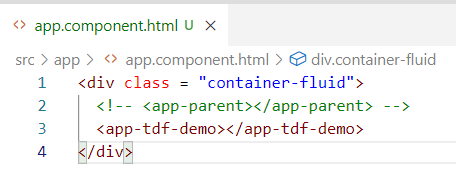 <> app.component.html U ×
src > app > <> app.component.html > div.container-fluid
1 <div class = "container-fluid">
2 <!-- <app-parent></app-parent> -->
3 <app-tdf-demo></app-tdf-demo>
4 </div>